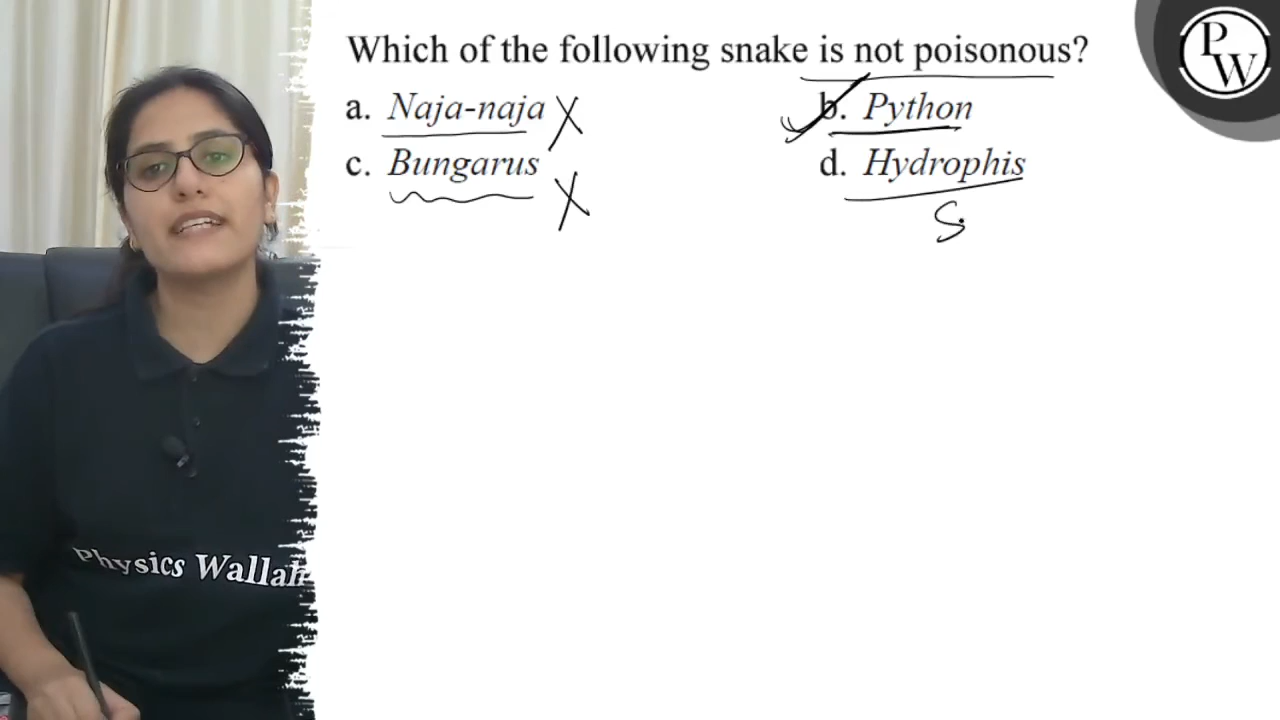 Which of the following snake is not poisonous?
a. Naja-naja X b. Python
c. Bungarus X d. Hydrophis
S
PW
Physics Wallah